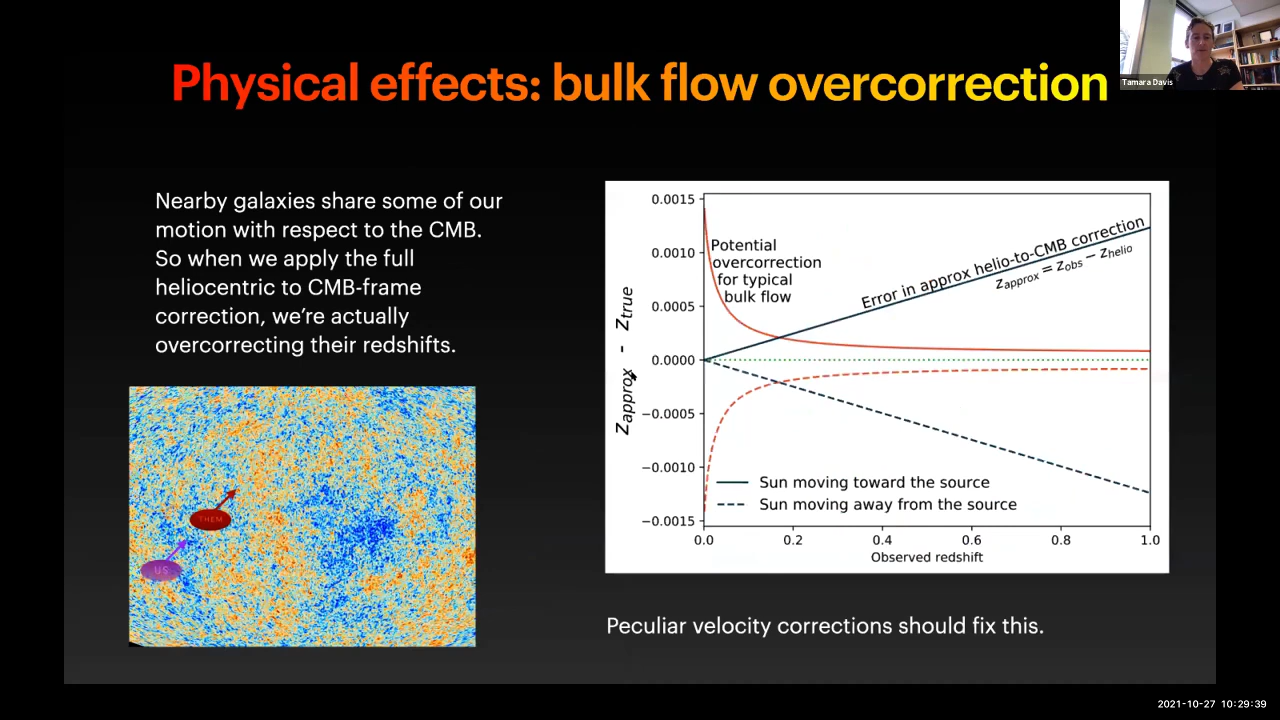 Physical effects: bulk flow overcorrection
Tamara Davis
Nearby galaxies share some of our
motion with respect to the CMB.
So when we apply the full
heliocentric to CMB-frame
correction, we’re actually
overcorrecting their redshifts.
THEM
US
z_approx - z_true
0.0015
0.0010
0.0005
0.0000
−0.0005
−0.0010
−0.0015
Potential
overcorrection
for typical
bulk flow
Error in approx helio-to-CMB correction
z_approx = z_obs − z_helio
Sun moving toward the source
Sun moving away from the source
0.0 0.2 0.4 0.6 0.8 1.0
Observed redshift
Peculiar velocity corrections should fix this.
2021-10-27 10:29:39